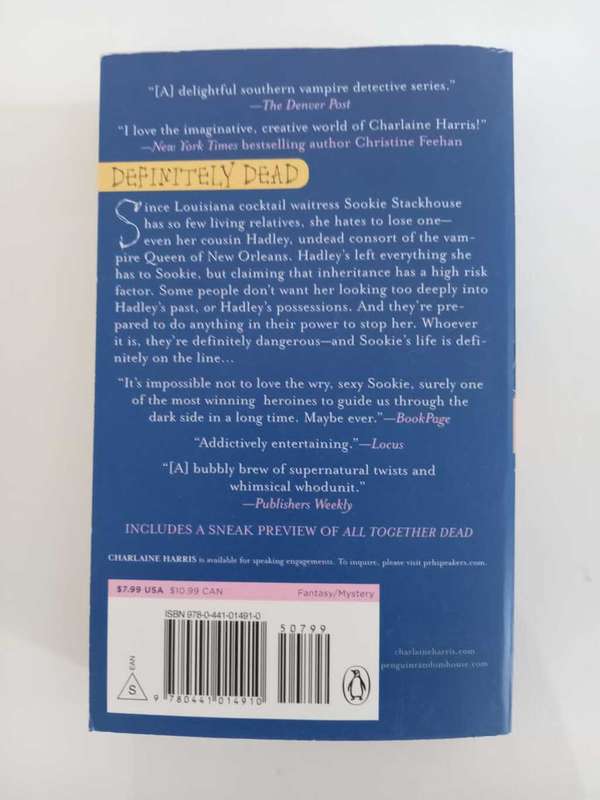 "[A] delightful southern vampire detective series."
—The Denver Post
"I love the imaginative, creative world of Charlaine Harris!"
—New York Times bestselling author Christine Feehan
DEFINITELY DEAD
Since Louisiana cocktail waitress Sookie Stackhouse
has so few living relatives, she hates to lose one—
even her cousin Hadley, undead consort of the vam-
pire Queen of New Orleans. Hadley's left everything she
has to Sookie, but claiming that inheritance has a high risk
factor. Some people don't want her looking too deeply into
Hadley's past, or Hadley's possessions. And they're pre-
pared to do anything in their power to stop her. Whoever
it is, they're definitely dangerous—and Sookie's life is defi-
nitely on the line…
"It's impossible not to love the wry, sexy Sookie, surely one
of the most winning heroines to guide us through the
dark side in a long time. Maybe ever."—BookPage
"Addictively entertaining."—Locus
"[A] bubbly brew of supernatural twists and
whimsical whodunit."
—Publishers Weekly
INCLUDES A SNEAK PREVIEW OF ALL TOGETHER DEAD
CHARLAINE HARRIS is available for speaking engagements. To inquire, please visit prhspeakers.com.
$7.99 USA $10.99 CAN Fantasy/Mystery
ISBN 978-0-441-01491-0
50799
EAN
S
9 780441 014910
charlaineharris.com
penguinrandomhouse.com